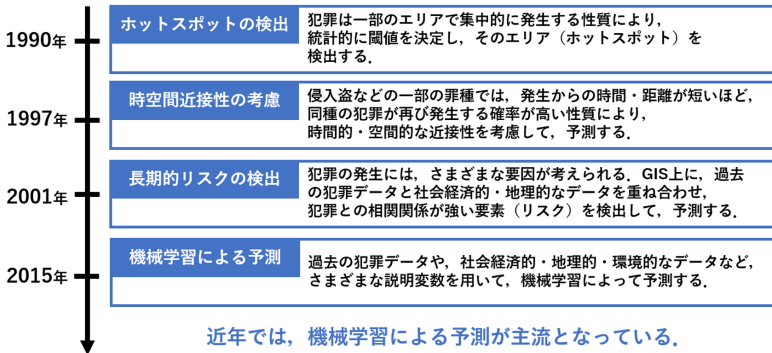 1990年
ホットスポットの検出
犯罪は一部のエリアで集中的に発生する性質により，
統計的に閾値を決定し，そのエリア（ホットスポット）を
検出する．
1997年
時空間近接性の考慮
侵入盗などの一部の罪種では，発生からの時間・距離が短いほど，
同種の犯罪が再び発生する確率が高い性質により，
時間的・空間的な近接性を考慮して，予測する．
2001年
長期的リスクの検出
犯罪の発生には，さまざまな要因が考えられる．GIS上に，過去
の犯罪データと社会経済的・地理的なデータを重ね合わせ，
犯罪との相関関係が強い要素（リスク）を検出して，予測する．
2015年
機械学習による予測
過去の犯罪データや，社会経済的・地理的・環境的なデータなど，
さまざまな説明変数を用いて，機械学習によって予測する．
近年では，機械学習による予測が主流となっている．